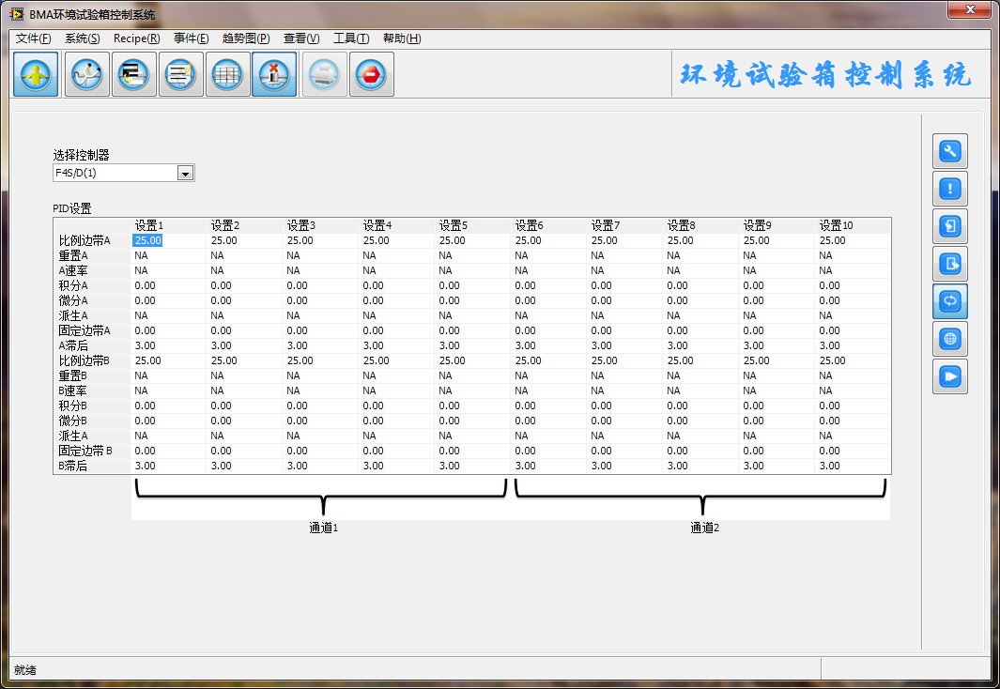 BMA环境试验箱控制系统
文件(F) 系统(S) Recipe(R) 事件(E) 趋势图(P) 查看(V) 工具(T) 帮助(H)
环境试验箱控制系统
选择控制器
F4S/D(1)
PID设置
设置1 设置2 设置3 设置4 设置5 设置6 设置7 设置8 设置9 设置10
比例边带A 25.00 25.00 25.00 25.00 25.00 25.00 25.00 25.00 25.00 25.00
重置A NA NA NA NA NA NA NA NA NA NA
A速率 NA NA NA NA NA NA NA NA NA NA
积分A 0.00 0.00 0.00 0.00 0.00 0.00 0.00 0.00 0.00 0.00
微分A 0.00 0.00 0.00 0.00 0.00 0.00 0.00 0.00 0.00 0.00
派生A NA NA NA NA NA NA NA NA NA NA
固定边带A 0.00 0.00 0.00 0.00 0.00 0.00 0.00 0.00 0.00 0.00
A滞后 3.00 3.00 3.00 3.00 3.00 3.00 3.00 3.00 3.00 3.00
比例边带B 25.00 25.00 25.00 25.00 25.00 25.00 25.00 25.00 25.00 25.00
重置B NA NA NA NA NA NA NA NA NA NA
B速率 NA NA NA NA NA NA NA NA NA NA
积分B 0.00 0.00 0.00 0.00 0.00 0.00 0.00 0.00 0.00 0.00
微分B 0.00 0.00 0.00 0.00 0.00 0.00 0.00 0.00 0.00 0.00
派生A NA NA NA NA NA NA NA NA NA NA
固定边带 B 0.00 0.00 0.00 0.00 0.00 0.00 0.00 0.00 0.00 0.00
B滞后 3.00 3.00 3.00 3.00 3.00 3.00 3.00 3.00 3.00 3.00
通道1 通道2
就绪